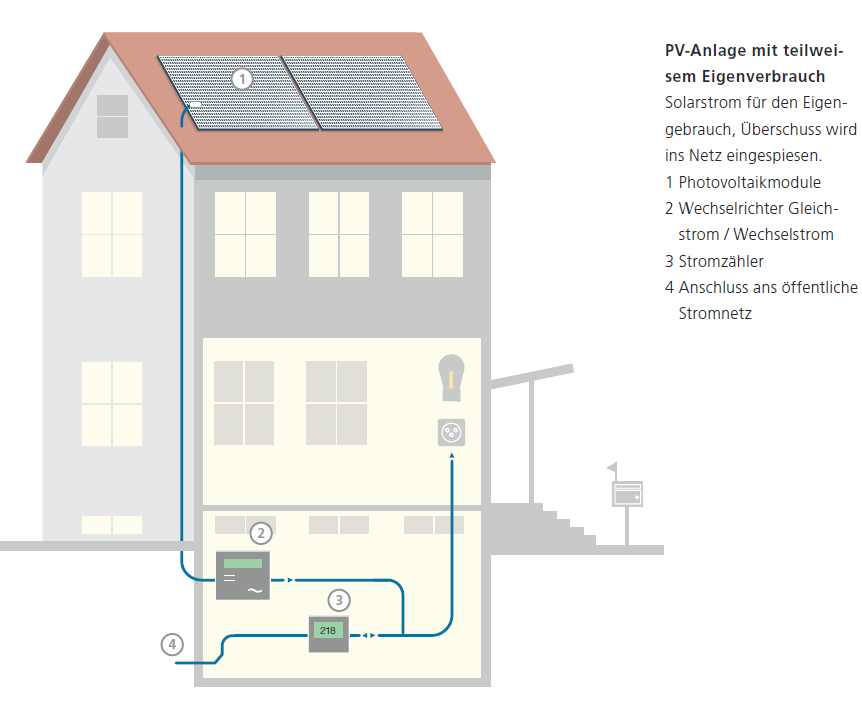 PV-Anlage mit teilwei-
sem Eigenverbrauch
Solarstrom für den Eigen-
gebrauch, Überschuss wird
ins Netz eingespiesen.
1 Photovoltaikmodule
2 Wechselrichter Gleich-
strom / Wechselstrom
3 Stromzähler
4 Anschluss ans öffentliche
Stromnetz
1
2
3
218
4